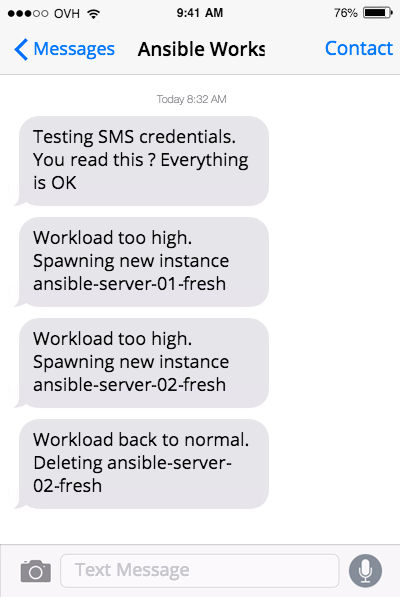 OVH 9:41 AM 76%
Messages Ansible Works Contact
Today 8:32 AM
Testing SMS credentials.
You read this ? Everything
is OK
Workload too high.
Spawning new instance
ansible-server-01-fresh
Workload too high.
Spawning new instance
ansible-server-02-fresh
Workload back to normal.
Deleting ansible-server-
02-fresh
Text Message